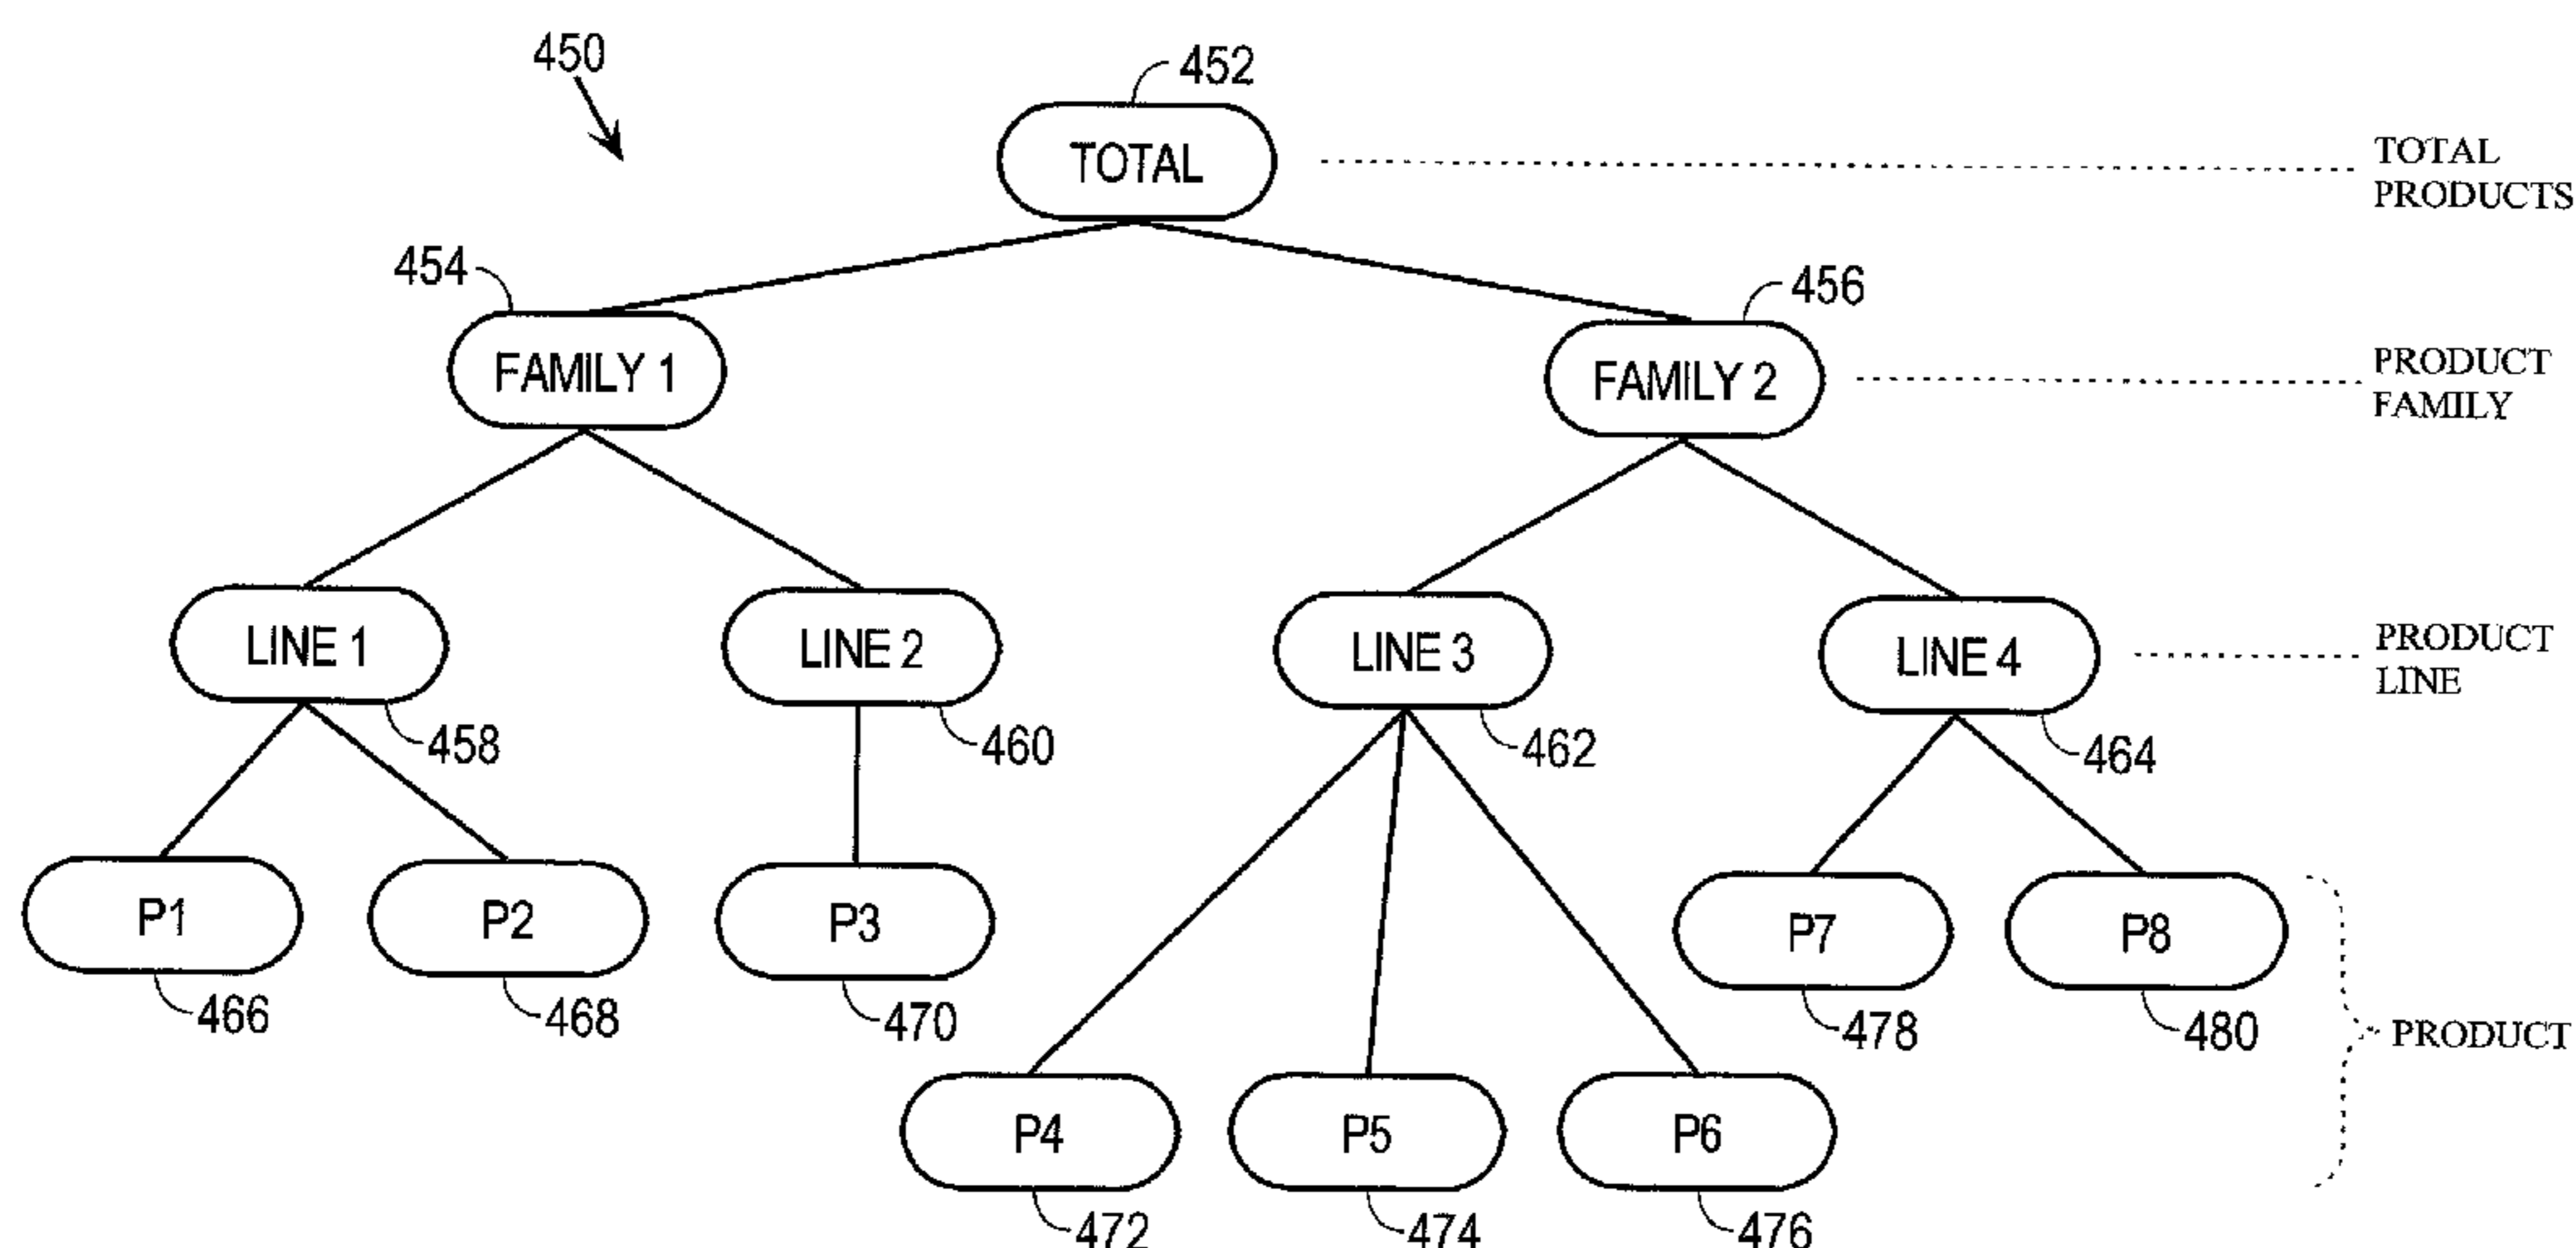 450
452
TOTAL
TOTAL
PRODUCTS
454
456
FAMILY 1
FAMILY 2
PRODUCT
FAMILY
LINE 1
LINE 2
LINE 3
LINE 4
PRODUCT
LINE
458
460
462
464
P1
P2
P3
P7
P8
466
468
470
478
480
PRODUCT
P4
P5
P6
472
474
476